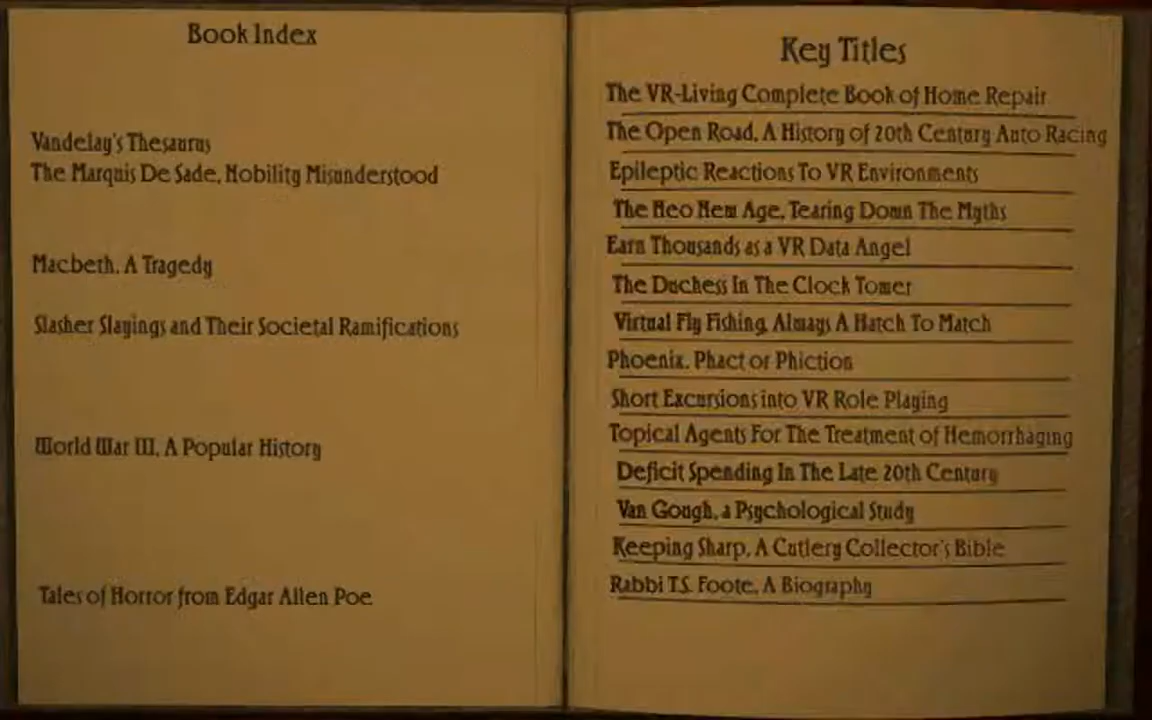 Book Index
Vandelay's Thesaurus
The Marquis De Sade, Nobility Misunderstood
Macbeth, A Tragedy
Slasher Slayings and Their Societal Ramifications
World War III, A Popular History
Tales of Horror from Edgar Allen Poe
Key Titles
The VR-Living Complete Book of Home Repair
The Open Road, A History of 20th Century Auto Racing
Epileptic Reactions To VR Environments
The Neo New Age, Tearing Down The Myths
Earn Thousands as a VR Data Angel
The Duchess In The Clock Tower
Virtual Fly Fishing, Always A Hatch To Match
Phoenix, Phact or Phiction
Short Excursions into VR Role Playing
Topical Agents For The Treatment of Hemorrhaging
Deficit Spending In The Late 20th Century
Van Gough, a Psychological Study
Keeping Sharp, A Cutlery Collector's Bible
Rabbi T.S. Foote, A Biography